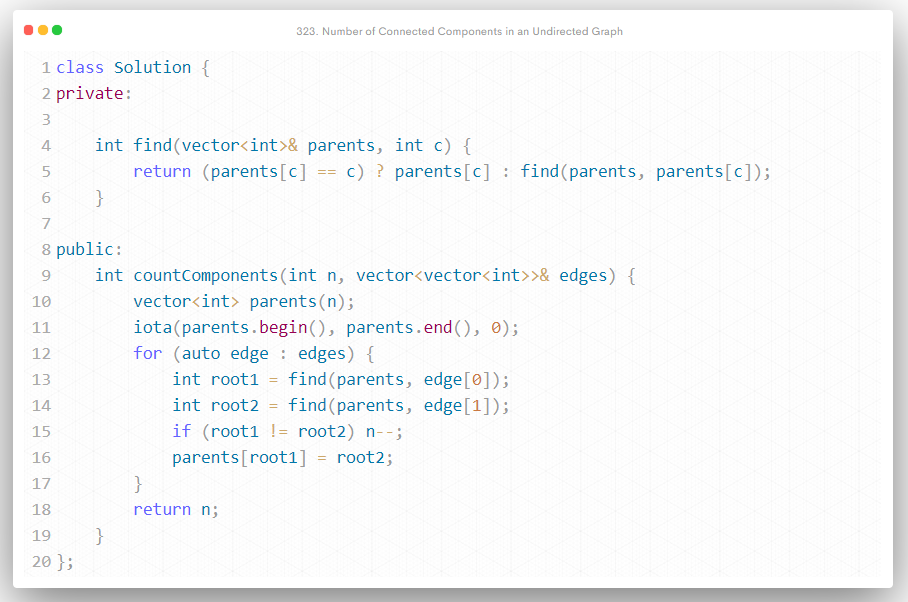 323. Number of Connected Components in an Undirected Graph
1 class Solution {
2 private:
3
4     int find(vector<int>& parents, int c) {
5         return (parents[c] == c) ? parents[c] : find(parents, parents[c]);
6     }
7
8 public:
9     int countComponents(int n, vector<vector<int>>& edges) {
10         vector<int> parents(n);
11         iota(parents.begin(), parents.end(), 0);
12         for (auto edge : edges) {
13             int root1 = find(parents, edge[0]);
14             int root2 = find(parents, edge[1]);
15             if (root1 != root2) n--;
16             parents[root1] = root2;
17         }
18         return n;
19     }
20 };